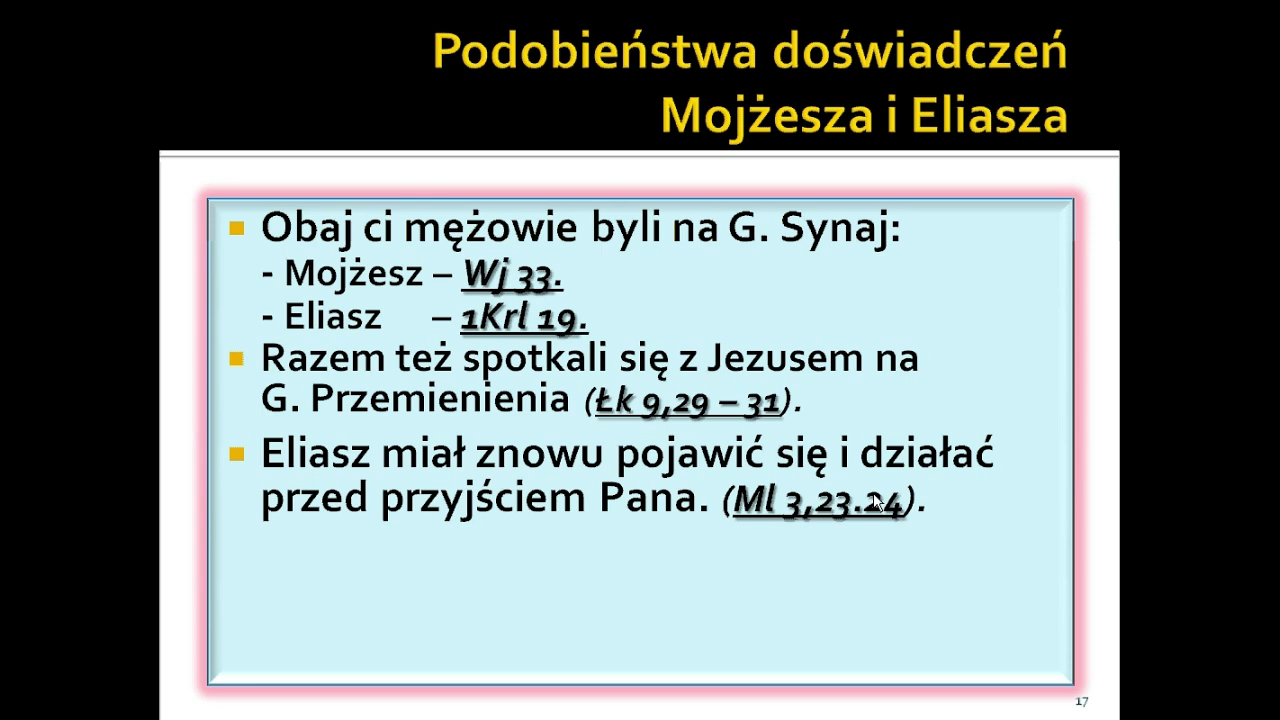 Podobieństwa doświadczeń
Mojżesza i Eliasza
Obaj ci mężowie byli na G. Synaj:
- Mojżesz – Wj 33.
- Eliasz – 1Krl 19.
Razem też spotkali się z Jezusem na
G. Przemienienia (Łk 9,29 – 31).
Eliasz miał znowu pojawić się i działać
przed przyjściem Pana. (Ml 3,23.24).
17